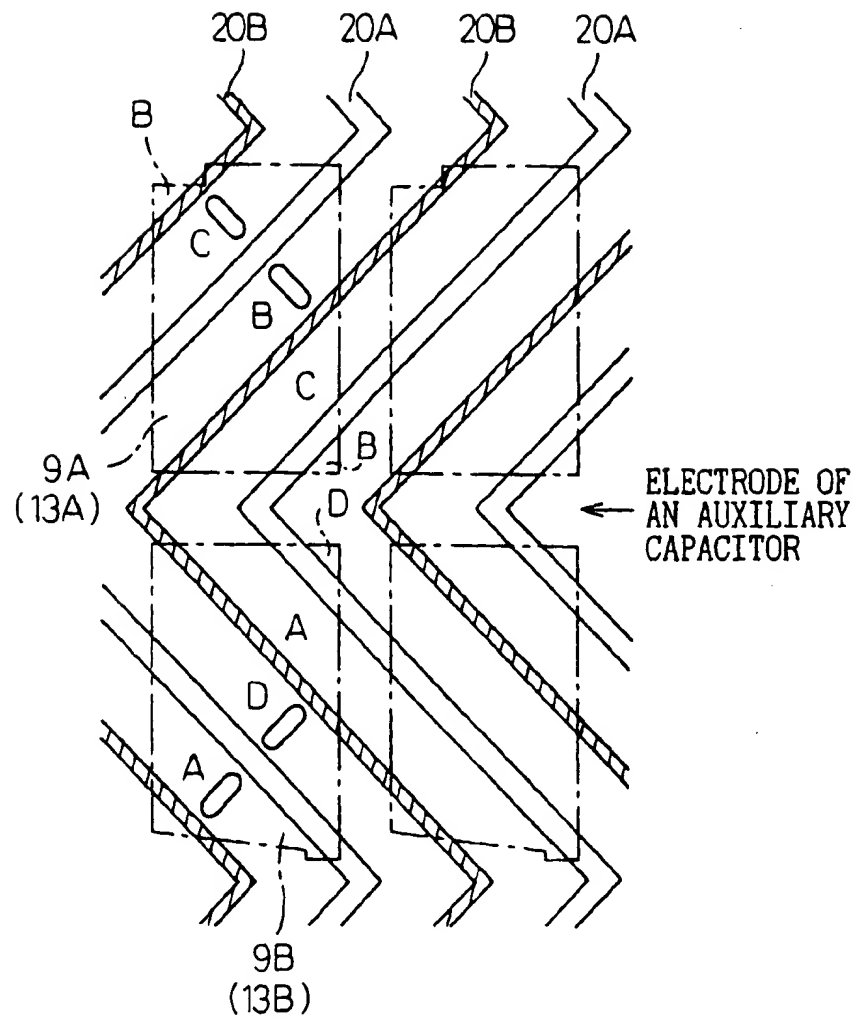 20B 20A 20B 20A
B
C
B
C
9A
(13A)
B
D
ELECTRODE OF
AN AUXILIARY
CAPACITOR
A
D
A
9B
(13B)